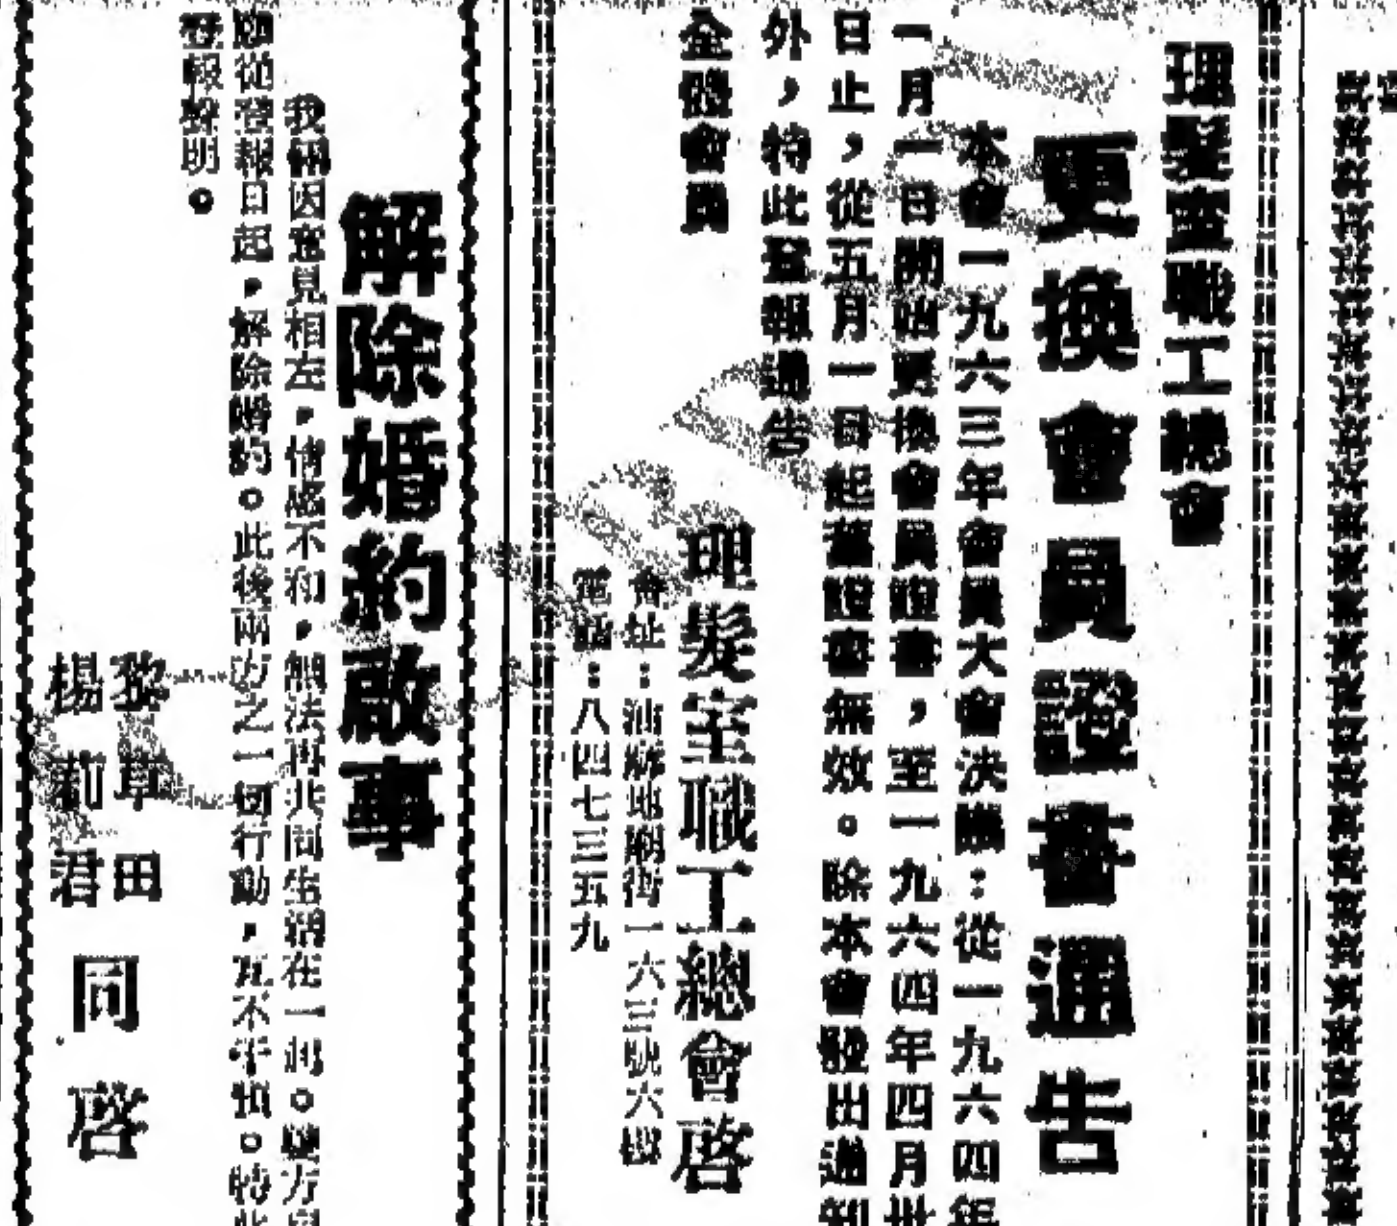 理髮室職工總會
更換會員證書通告
本會一九六三年會員大會決議：從一九六四年
一月一日開始更換會員證書，至一九六四年四月卅
日止，從五月一日起舊證書無效。除本會發出通知
外，特此登報通告
全體會員
理髮室職工總會啓
會址：油蔴地廟街一六三號六樓
電話：八四七三五九
解除婚約啟事
我倆因意見相左，情感不和，無法再共同生活在一起。雙方自
願從登報日起，解除婚約。此後兩方之一切行動，互不干預。特此
登報聲明。
黎草田
楊莉君
同啓